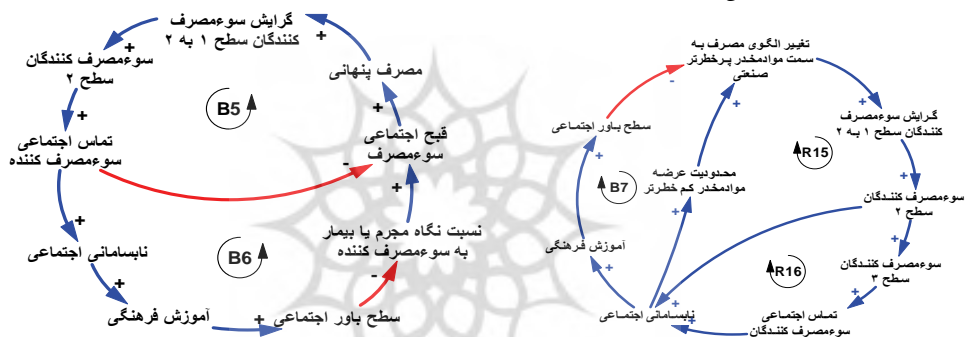 گرایش سوءمصرف
کنندگان سطح ۱ به ۲
سوءمصرف کنندگان
سطح ۲
مصرف پنهانی
B5
تماس اجتماعی
سوءمصرف کننده
قبح اجتماعی
سوءمصرف
نابسامانی اجتماعی
B6
نسبت نگاه مجرم یا بیمار
به سوءمصرف کننده
آموزش فرهنگی
سطح باور اجتماعی
+
+
+
+
+
+
+
+
+
-
-
تغییر الگوی مصرف به
سمت موادمخدر پرخطرتر
صنعتی
سطح باور اجتماعی
گرایش سوءمصرف
کنندگان سطح ۱ به ۲
R15
محدودیت عرضه
موادمخدر کم خطرتر
B7
سوءمصرف کنندگان
سطح ۲
آموزش فرهنگی
سوءمصرف کنندگان
سطح ۳
R16
نابسامانی اجتماعی
تماس اجتماعی
سوءمصرف کنندگان
-
+
+
+
+
+
+
+
+
+
+